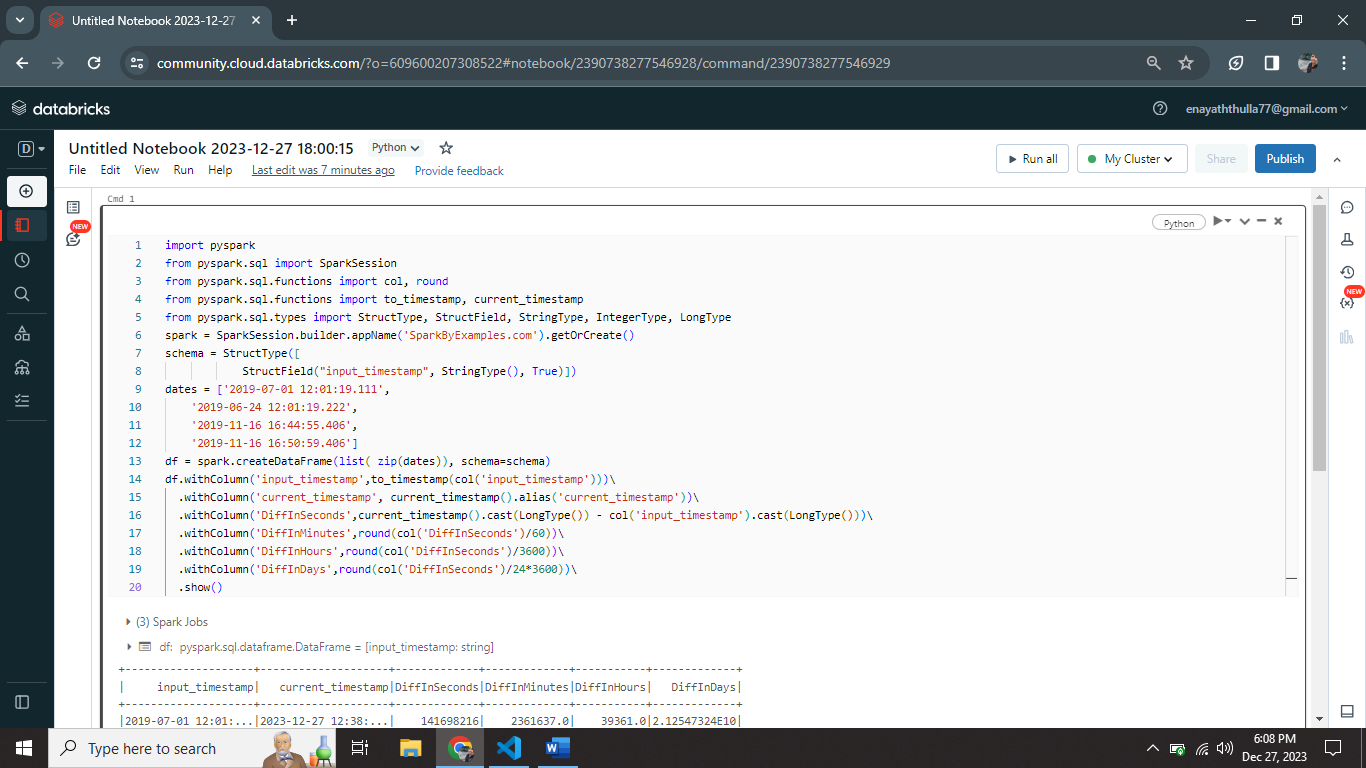 Untitled Notebook 2023-12-27
community.cloud.databricks.com/?o=609600207308522#notebook/2390738277546928/command/2390738277546929
databricks
enayaththulla77@gmail.com
D
Untitled Notebook 2023-12-27 18:00:15
Python
Run all
My Cluster
Share
Publish
File Edit View Run Help Last edit was 7 minutes ago Provide feedback
Cmd 1
NEW
Python
1 import pyspark
2 from pyspark.sql import SparkSession
3 from pyspark.sql.functions import col, round
4 from pyspark.sql.functions import to_timestamp, current_timestamp
5 from pyspark.sql.types import StructType, StructField, StringType, IntegerType, LongType
6 spark = SparkSession.builder.appName('SparkByExamples.com').getOrCreate()
7 schema = StructType([
8 StructField("input_timestamp", StringType(), True)])
9 dates = ['2019-07-01 12:01:19.111',
10 '2019-06-24 12:01:19.222',
11 '2019-11-16 16:44:55.406',
12 '2019-11-16 16:50:59.406']
13 df = spark.createDataFrame(list( zip(dates)), schema=schema)
14 df.withColumn('input_timestamp',to_timestamp(col('input_timestamp')))\
15 .withColumn('current_timestamp', current_timestamp().alias('current_timestamp'))\
16 .withColumn('DiffInSeconds',current_timestamp().cast(LongType()) - col('input_timestamp').cast(LongType()))\
17 .withColumn('DiffInMinutes',round(col('DiffInSeconds')/60))\
18 .withColumn('DiffInHours',round(col('DiffInSeconds')/3600))\
19 .withColumn('DiffInDays',round(col('DiffInSeconds')/24*3600))\
20 .show()
NEW
(3) Spark Jobs
df: pyspark.sql.dataframe.DataFrame = [input_timestamp: string]
+--------------------+--------------------+-------------+-------------+-----------+-------------+
| input_timestamp| current_timestamp|DiffInSeconds|DiffInMinutes|DiffInHours| DiffInDays|
+--------------------+--------------------+-------------+-------------+-----------+-------------+
|2019-07-01 12:01:...|2023-12-27 12:38:...| 141698216| 2361637.0| 39361.0|2.12547324E10|
Type here to search
6:08 PM
Dec 27, 2023